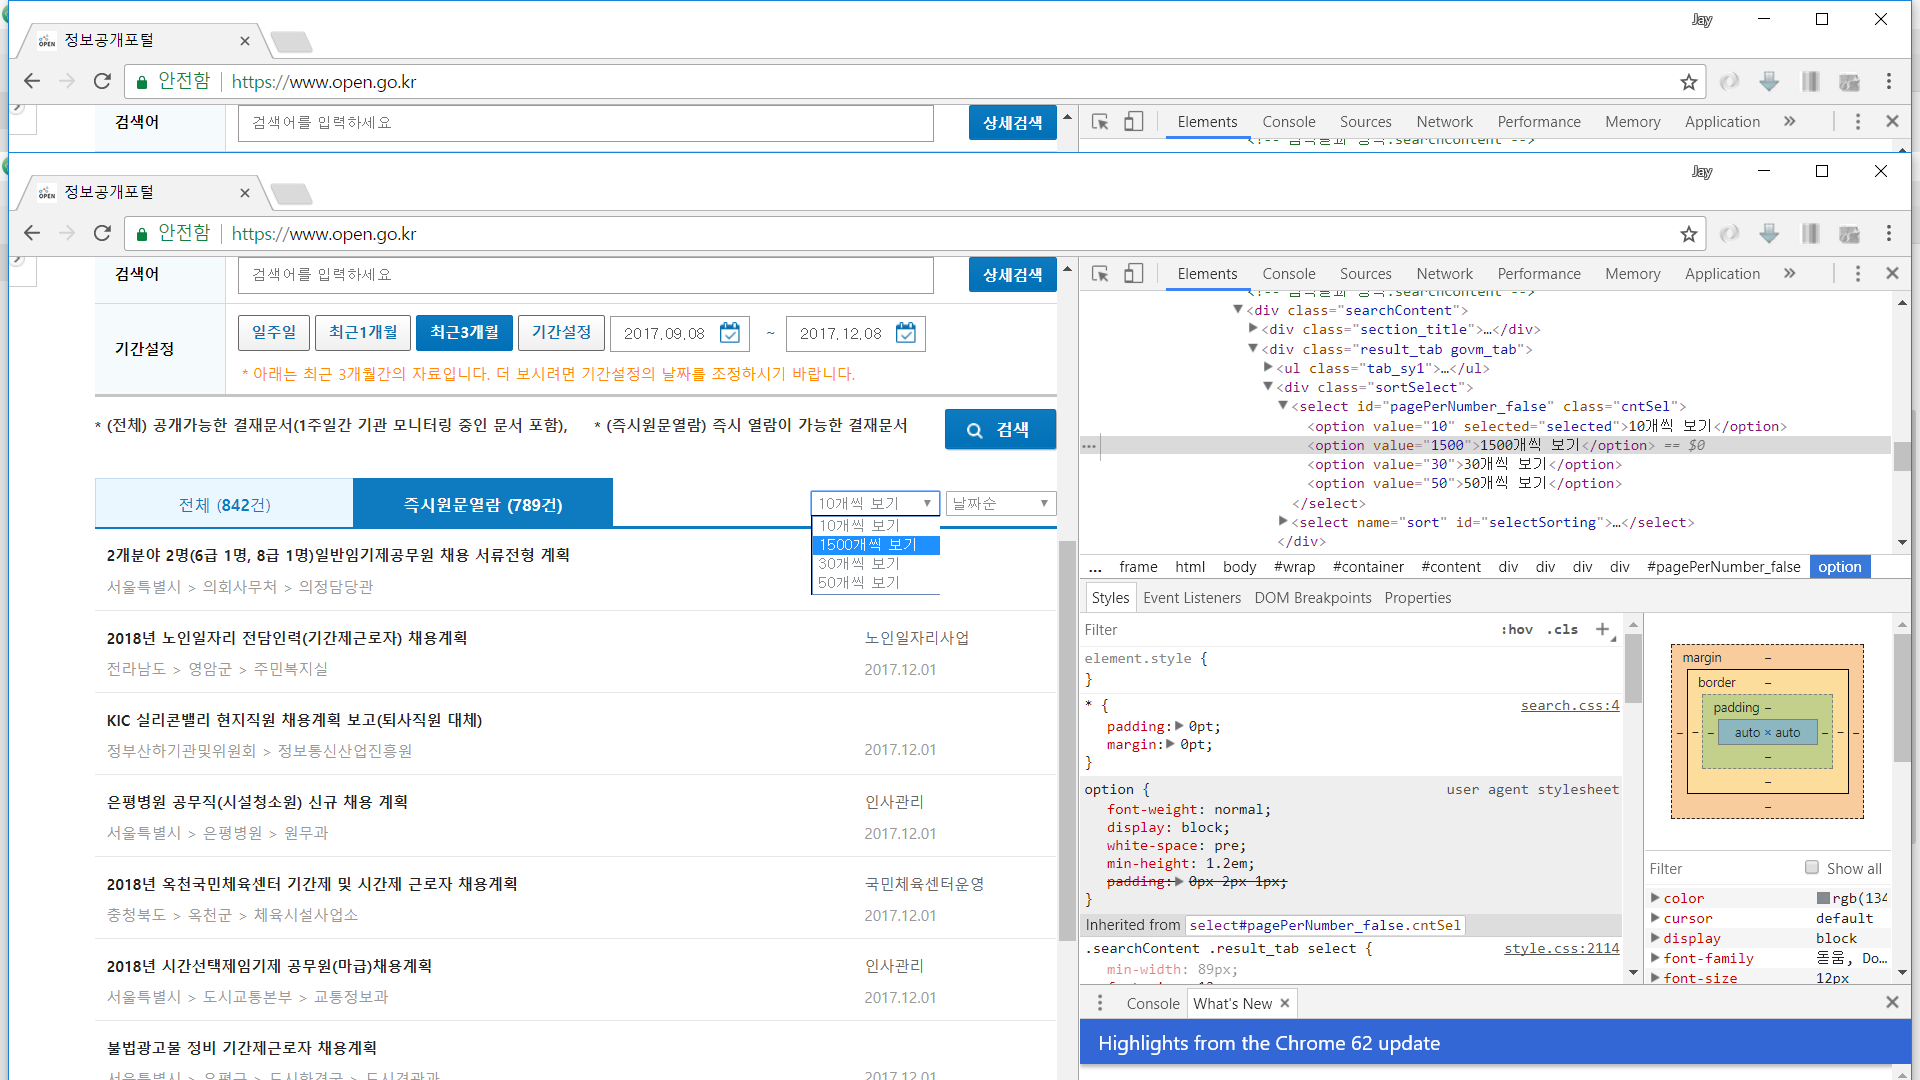 Jay
OPEN 정보공개포털
안전함 https://www.open.go.kr
검색어 검색어를 입력하세요 상세검색
Elements Console Sources Network Performance Memory Application
Jay
OPEN 정보공개포털
안전함 https://www.open.go.kr
검색어 검색어를 입력하세요 상세검색
기간설정 일주일 최근1개월 최근3개월 기간설정 2017.09.08 ~ 2017.12.08
* 아래는 최근 3개월간의 자료입니다. 더 보시려면 기간설정의 날짜를 조정하시기 바랍니다.
* (전체) 공개가능한 결재문서(1주일간 기관 모니터링 중인 문서 포함), * (즉시원문열람) 즉시 열람이 가능한 결재문서 검색
전체 (842건) 즉시원문열람 (789건) 10개씩 보기 날짜순
10개씩 보기
1500개씩 보기
30개씩 보기
50개씩 보기
2개분야 2명(6급 1명, 8급 1명)일반임기제공무원 채용 서류전형 계획
서울특별시 > 의회사무처 > 의정담당관
2018년 노인일자리 전담인력(기간제근로자) 채용계획 노인일자리사업
전라남도 > 영암군 > 주민복지실 2017.12.01
KIC 실리콘밸리 현지직원 채용계획 보고(퇴사직원 대체)
정부산하기관및위원회 > 정보통신산업진흥원 2017.12.01
은평병원 공무직(시설청소원) 신규 채용 계획 인사관리
서울특별시 > 은평병원 > 원무과 2017.12.01
2018년 옥천국민체육센터 기간제 및 시간제 근로자 채용계획 국민체육센터운영
충청북도 > 옥천군 > 체육시설사업소 2017.12.01
2018년 시간선택제임기제 공무원(마급)채용계획 인사관리
서울특별시 > 도시교통본부 > 교통정보과 2017.12.01
불법광고물 정비 기간제근로자 채용계획
서울특별시 > 은평구 > 도시환경국 > 도시경관과 2017.12.01
Elements Console Sources Network Performance Memory Application
<div class="searchContent">
<div class="section_title">…</div>
<div class="result_tab govm_tab">
<ul class="tab_sy1">…</ul>
<div class="sortSelect">
<select id="pagePerNumber_false" class="cntSel">
<option value="10" selected="selected">10개씩 보기</option>
<option value="1500">1500개씩 보기</option> == $0
<option value="30">30개씩 보기</option>
<option value="50">50개씩 보기</option>
</select>
<select name="sort" id="selectSorting">…</select>
</div>
... frame html body #wrap #container #content div div div div #pagePerNumber_false option
Styles Event Listeners DOM Breakpoints Properties
Filter :hov .cls +
element.style {
}
* { search.css:4
padding: 0pt;
margin: 0pt;
}
option { user agent stylesheet
font-weight: normal;
display: block;
white-space: pre;
min-height: 1.2em;
padding: 0px 2px 1px;
}
Inherited from select#pagePerNumber_false.cntSel
.searchContent .result_tab select { style.css:2114
min-width: 89px;
margin –
border –
padding –
– – – auto × auto – – –
–
–
–
Filter Show all
color rgb(134
cursor default
display block
font-family 돋움, Do…
font-size 12px
Console What's New
Highlights from the Chrome 62 update